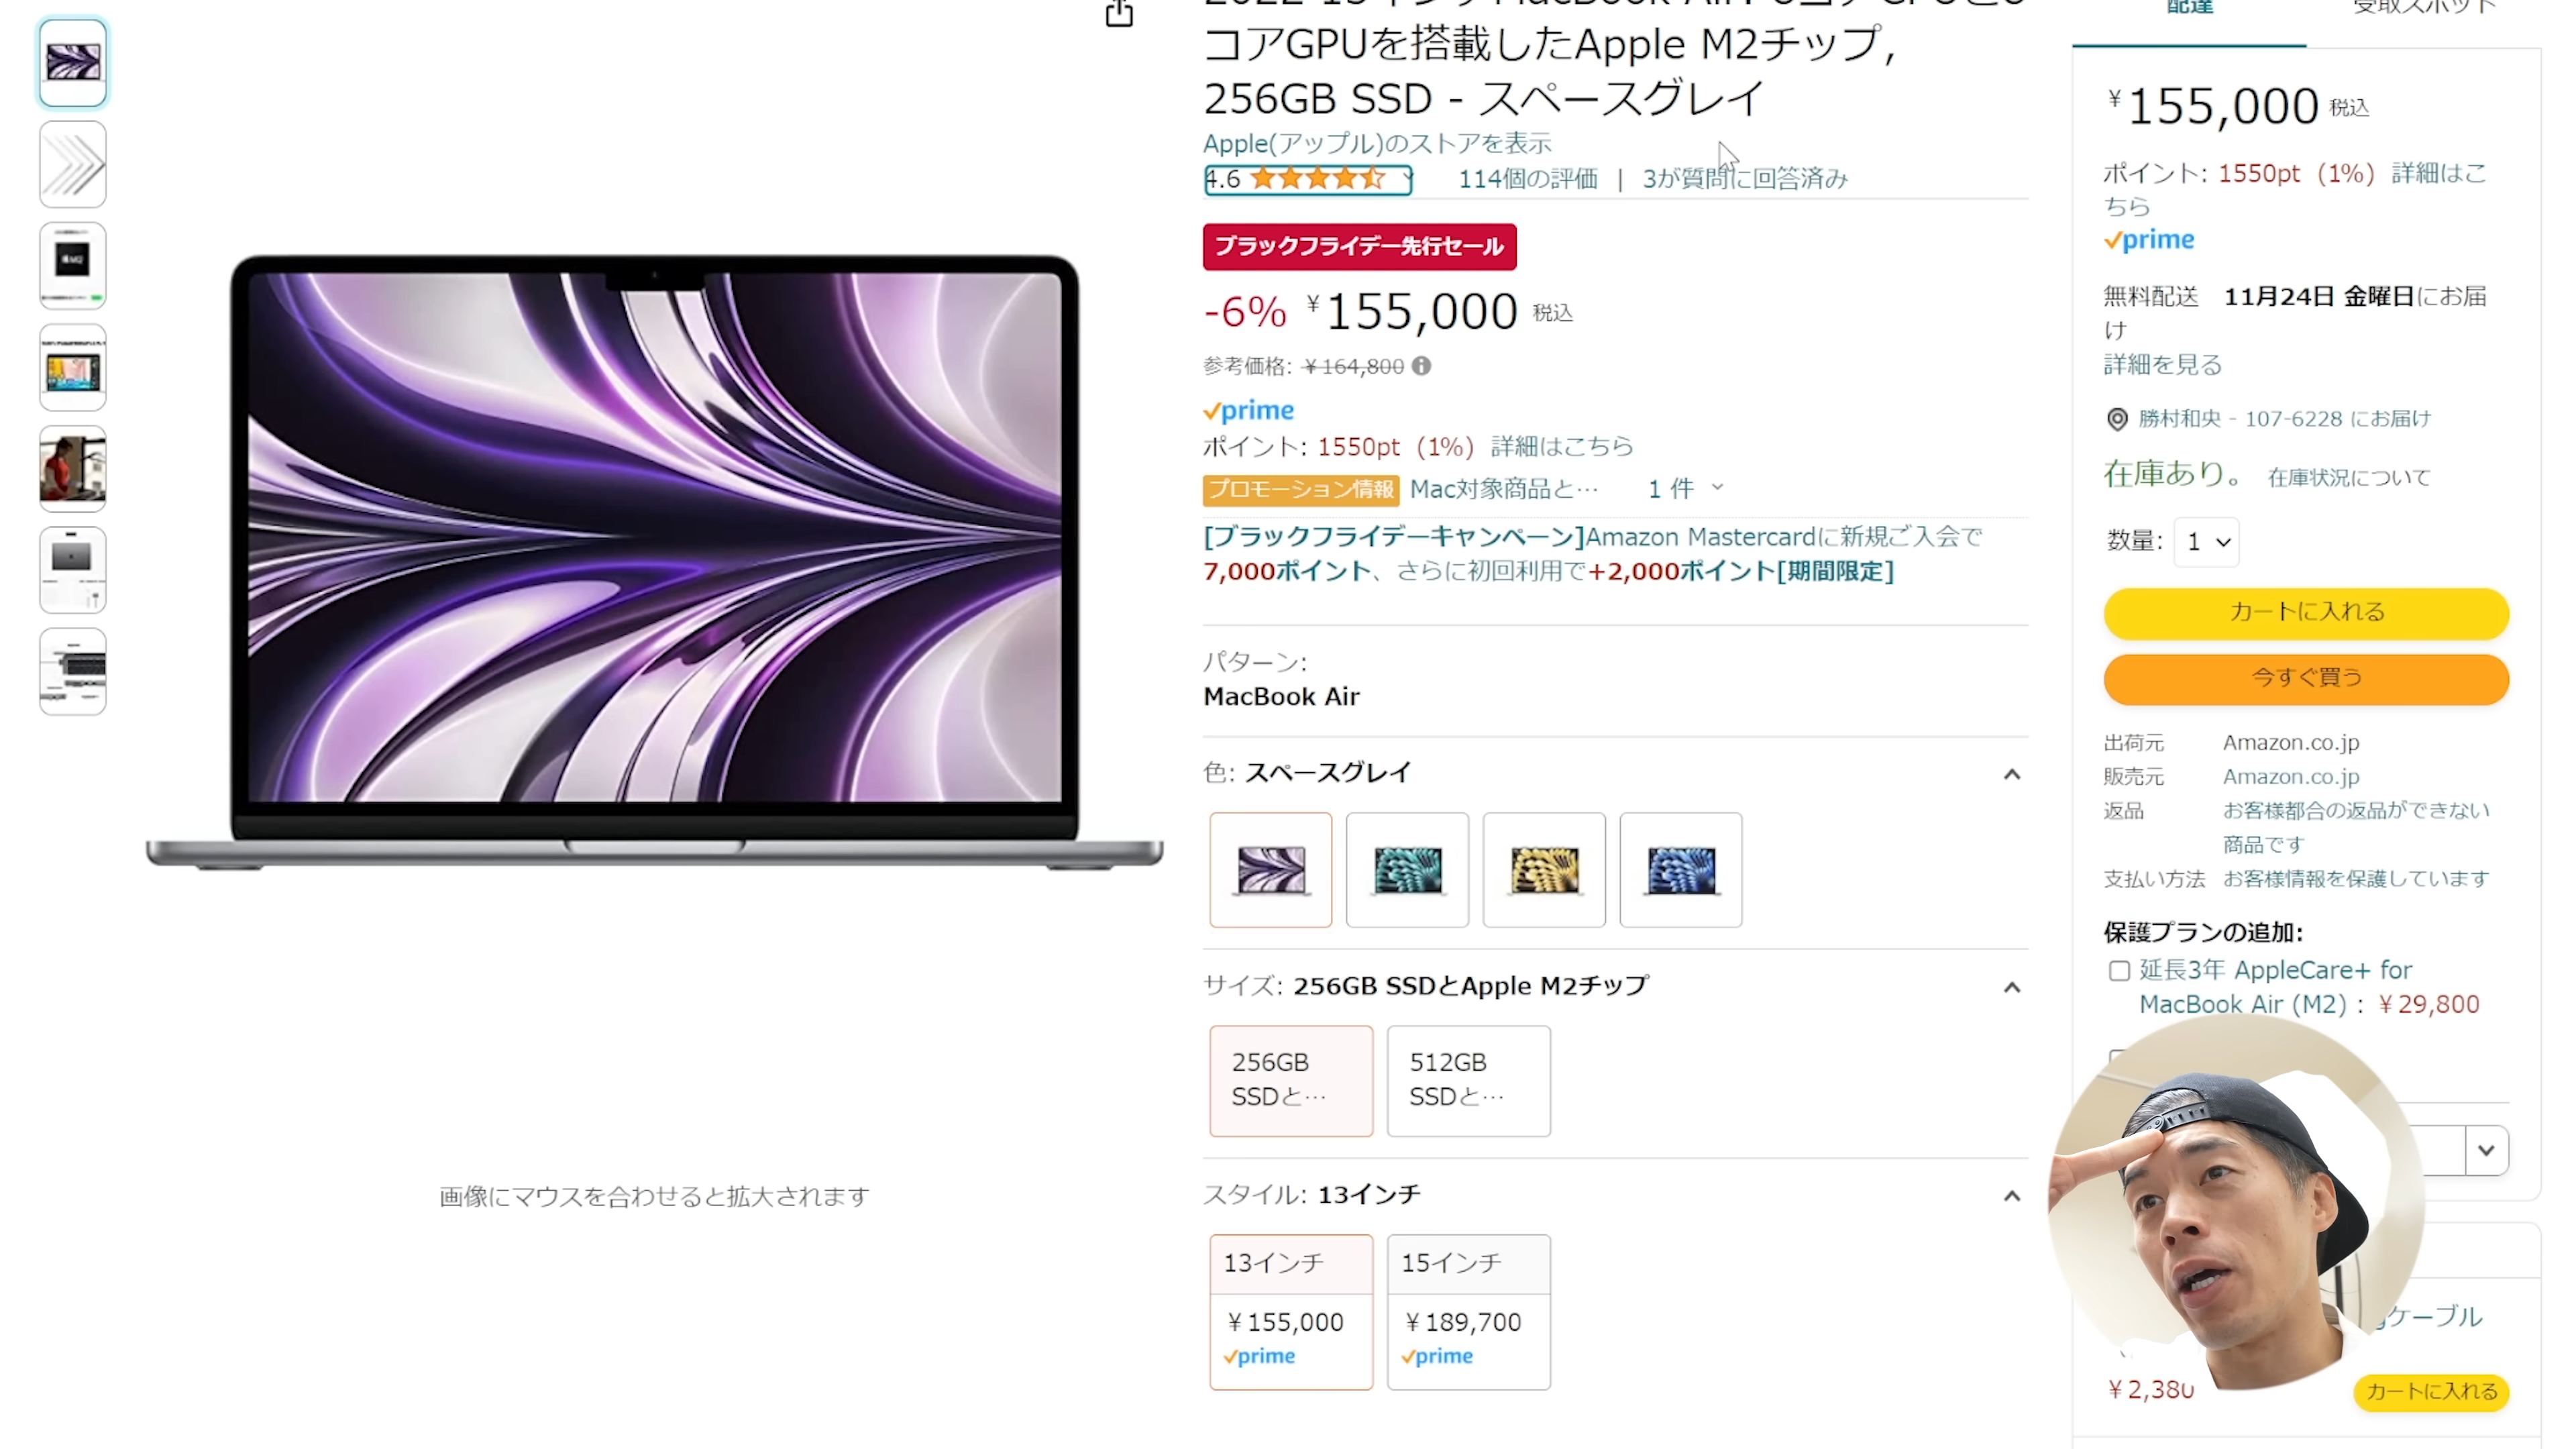 コアGPUを搭載したApple M2チップ,
256GB SSD - スペースグレイ
Apple(アップル)のストアを表示
4.6 114個の評価 | 3が質問に回答済み
ブラックフライデー先行セール
-6% ¥155,000 税込
参考価格: ¥164,800
prime
ポイント: 1550pt (1%) 詳細はこちら
プロモーション情報 Mac対象商品と… 1 件
[ブラックフライデーキャンペーン]Amazon Mastercardに新規ご入会で
7,000ポイント、さらに初回利用で+2,000ポイント[期間限定]
パターン:
MacBook Air
色: スペースグレイ
サイズ: 256GB SSDとApple M2チップ
256GB
SSDと…
512GB
SSDと…
スタイル: 13インチ
13インチ
¥155,000
prime
15インチ
¥189,700
prime
画像にマウスを合わせると拡大されます
配達
受取スポット
¥155,000 税込
ポイント: 1550pt (1%) 詳細はこ
ちら
prime
無料配送 11月24日 金曜日にお届
け
詳細を見る
勝村和央 - 107-6228 にお届け
在庫あり。 在庫状況について
数量: 1
カートに入れる
今すぐ買う
出荷元 Amazon.co.jp
販売元 Amazon.co.jp
返品 お客様都合の返品ができない
商品です
支払い方法 お客様情報を保護しています
保護プランの追加:
延長3年 AppleCare+ for
MacBook Air (M2) : ¥29,800
ケーブル
¥2,380
カートに入れる